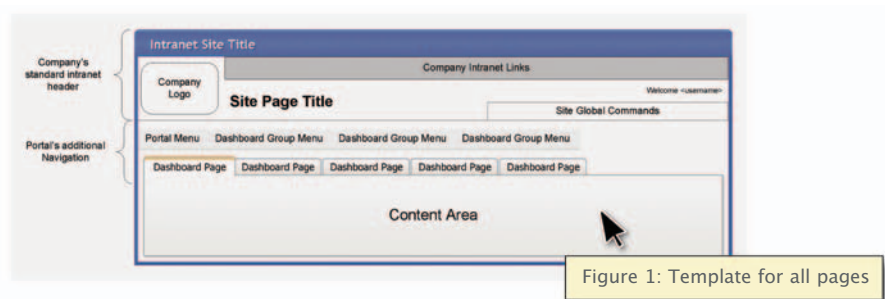 Intranet Site Title
Company's
standard intranet
header
Company Intranet Links
Company
Logo
Site Page Title
Welcome <username>
Site Global Commands
Portal's additional
Navigation
Portal Menu Dashboard Group Menu Dashboard Group Menu Dashboard Group Menu
Dashboard Page Dashboard Page Dashboard Page Dashboard Page Dashboard Page
Content Area
Figure 1: Template for all pages